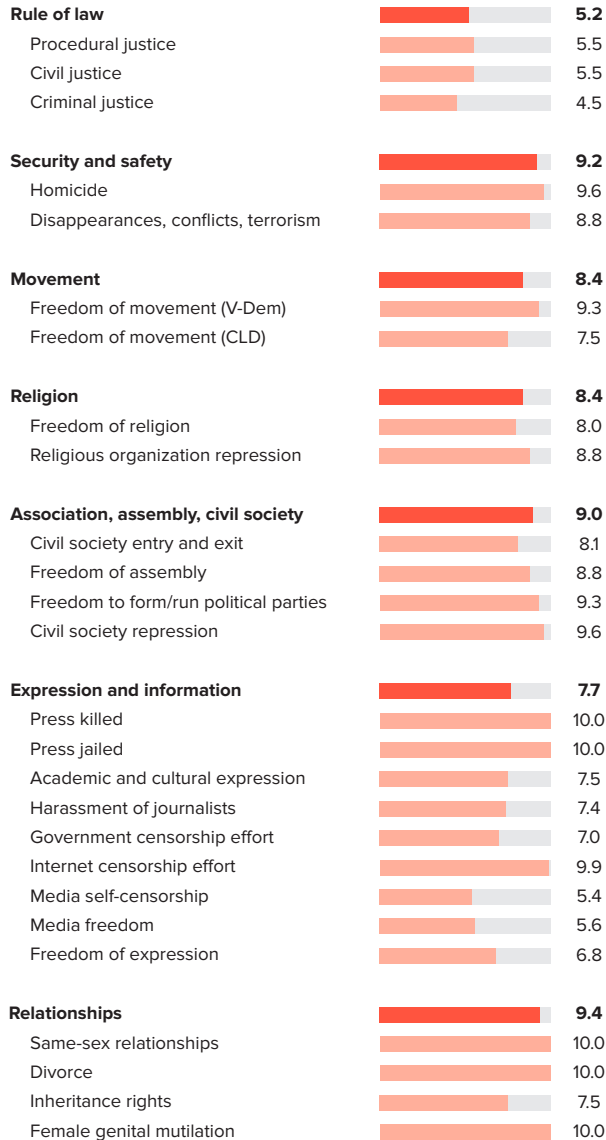 Rule of law 5.2
Procedural justice 5.5
Civil justice 5.5
Criminal justice 4.5
Security and safety 9.2
Homicide 9.6
Disappearances, conflicts, terrorism 8.8
Movement 8.4
Freedom of movement (V-Dem) 9.3
Freedom of movement (CLD) 7.5
Religion 8.4
Freedom of religion 8.0
Religious organization repression 8.8
Association, assembly, civil society 9.0
Civil society entry and exit 8.1
Freedom of assembly 8.8
Freedom to form/run political parties 9.3
Civil society repression 9.6
Expression and information 7.7
Press killed 10.0
Press jailed 10.0
Academic and cultural expression 7.5
Harassment of journalists 7.4
Government censorship effort 7.0
Internet censorship effort 9.9
Media self-censorship 5.4
Media freedom 5.6
Freedom of expression 6.8
Relationships 9.4
Same-sex relationships 10.0
Divorce 10.0
Inheritance rights 7.5
Female genital mutilation 10.0